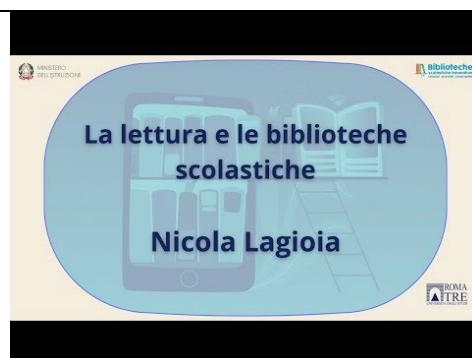 MINISTERO
DELL'ISTRUZIONE
Biblioteche
La lettura e le biblioteche
scolastiche
Nicola Lagioia
ROMA
TRE